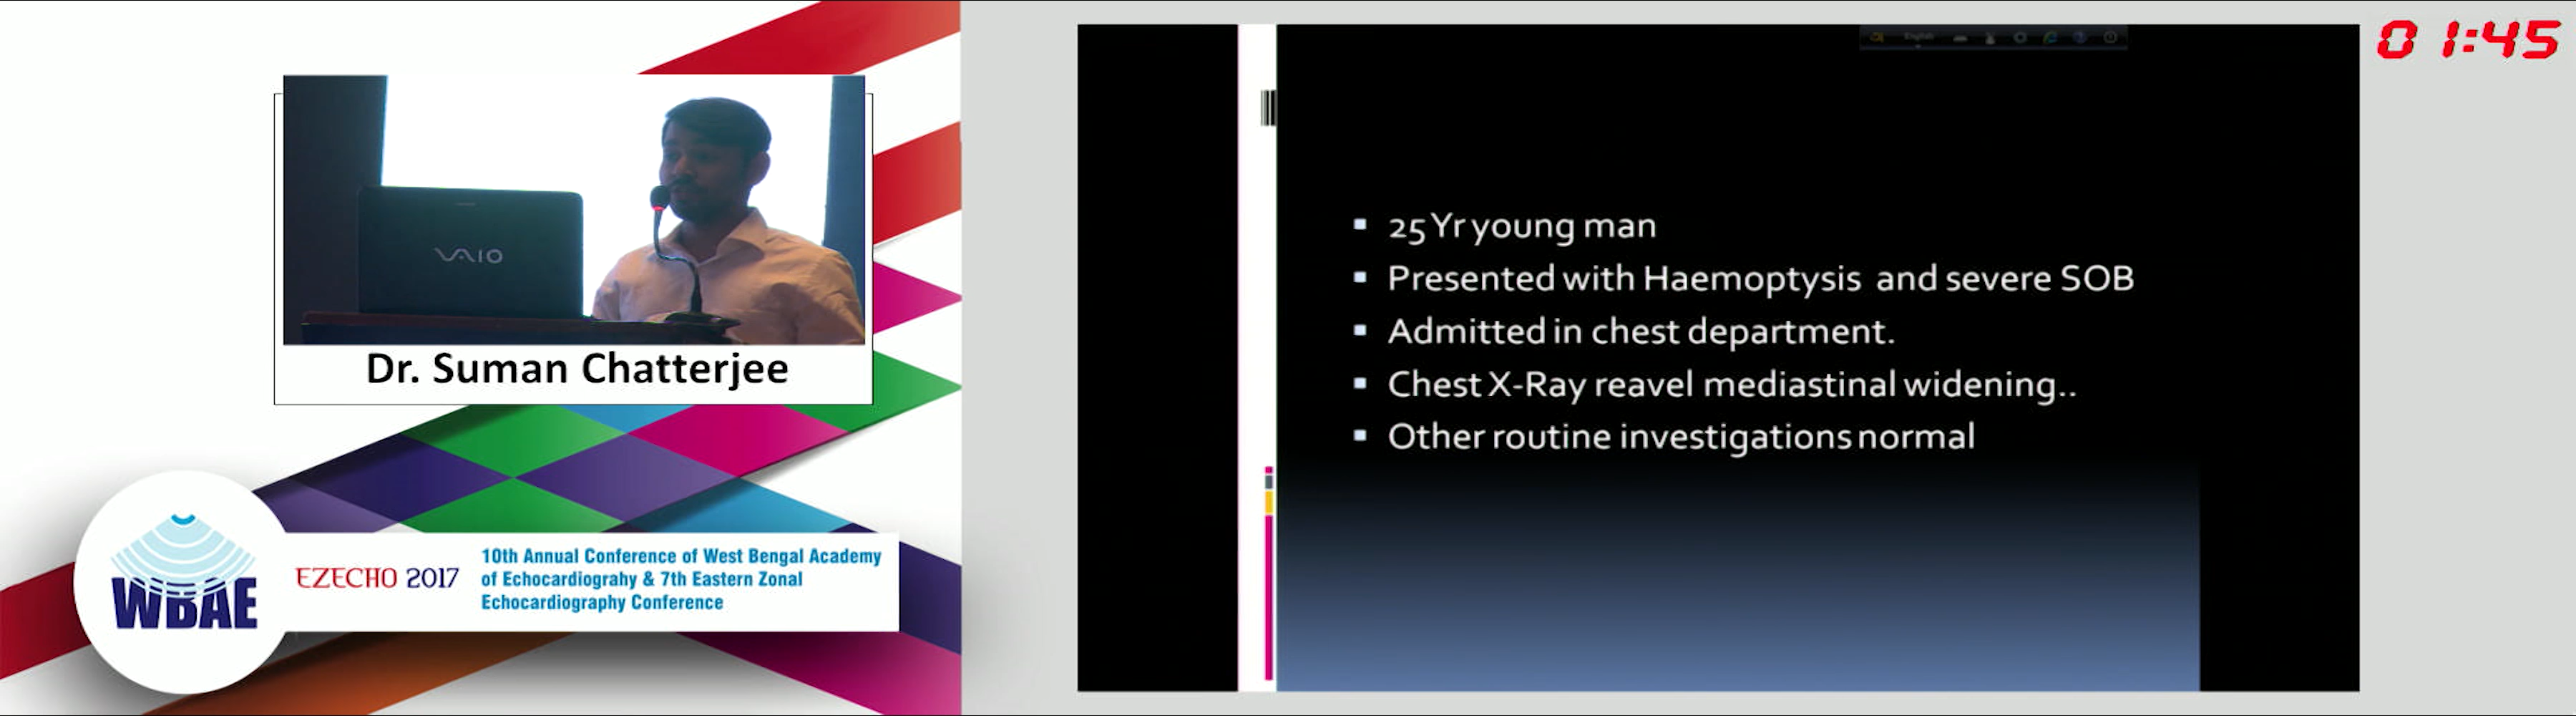 01:45
VAIO
Dr. Suman Chatterjee
WBAE
EZECHO 2017
10th Annual Conference of West Bengal Academy
of Echocardiograhy & 7th Eastern Zonal
Echocardiography Conference
English
25 Yr young man
Presented with Haemoptysis and severe SOB
Admitted in chest department.
Chest X-Ray reavel mediastinal widening..
Other routine investigations normal